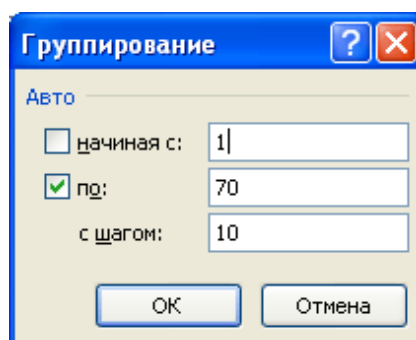 Группирование
Авто
начиная с: 1
по: 70
с шагом: 10
ОК Отмена